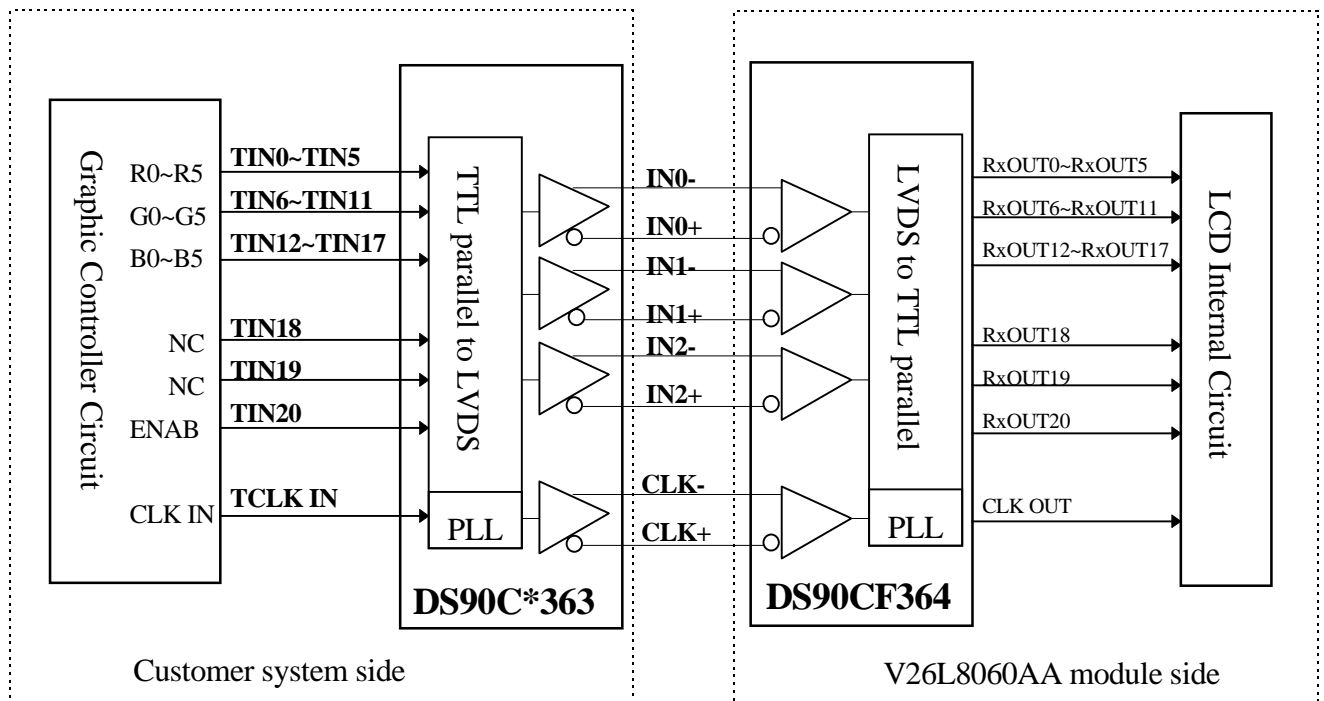 Graphic Controller Circuit
R0~R5
G0~G5
B0~B5
NC
NC
ENAB
CLK IN
TIN0~TIN5
TIN6~TIN11
TIN12~TIN17
TIN18
TIN19
TIN20
TCLK IN
TTL parallel to LVDS
PLL
DS90C*363
IN0-
IN0+
IN1-
IN1+
IN2-
IN2+
CLK-
CLK+
LVDS to TTL parallel
PLL
DS90CF364
RxOUT0~RxOUT5
RxOUT6~RxOUT11
RxOUT12~RxOUT17
RxOUT18
RxOUT19
RxOUT20
CLK OUT
LCD Internal Circuit
Customer system side
V26L8060AA module side